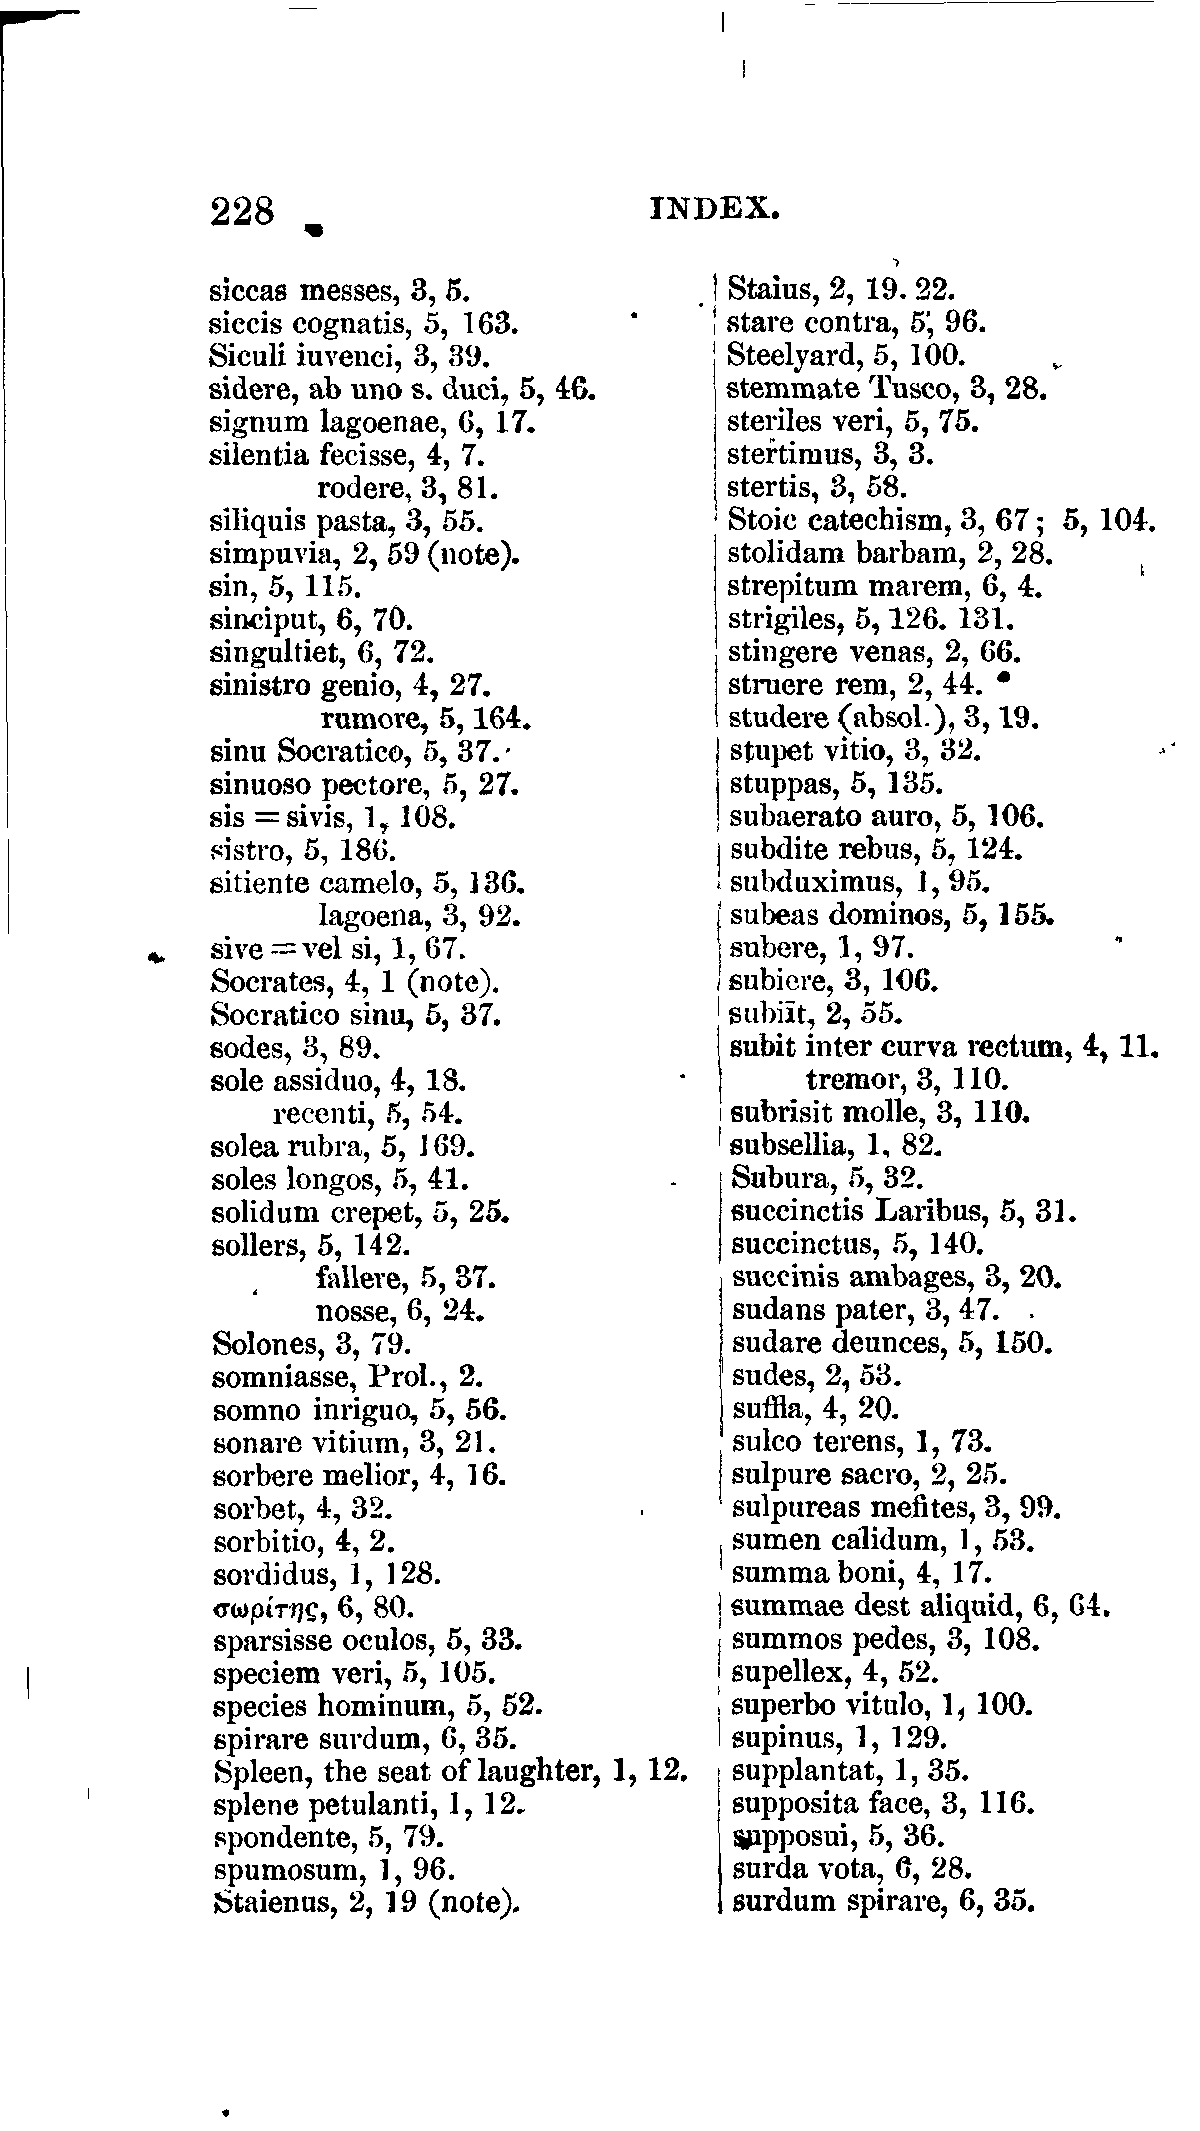 228
INDEX.
siccas messes, 3, 5.
siccis cognatis, 5, 163.
Siculi iuvenci, 3, 39.
sidere, ab uno s. duci, 5, 46.
signum lagoenae, 6, 17.
silentia fecisse, 4, 7.
rodere, 3, 81.
siliquis pasta, 3, 55.
simpuvia, 2, 59 (note).
sin, 5, 115.
sinciput, 6, 70.
singultiet, 6, 72.
sinistro genio, 4, 27.
rumore, 5, 164.
sinu Socratico, 5, 37.
sinuoso pectore, 5, 27.
sis = sivis, 1, 108.
sistro, 5, 186.
sitiente camelo, 5, 136.
lagoena, 3, 92.
sive = vel si, 1, 67.
Socrates, 4, 1 (note).
Socratico sinu, 5, 37.
sodes, 3, 89.
sole assiduo, 4, 18.
recenti, 5, 54.
solea rubra, 5, 169.
soles longos, 5, 41.
solidum crepet, 5, 25.
sollers, 5, 142.
fallere, 5, 37.
nosse, 6, 24.
Solones, 3, 79.
somniasse, Prol., 2.
somno inriguo, 5, 56.
sonare vitium, 3, 21.
sorbere melior, 4, 16.
sorbet, 4, 32.
sorbitio, 4, 2.
sordidus, 1, 128.
σωρίτης, 6, 80.
sparsisse oculos, 5, 33.
speciem veri, 5, 105.
species hominum, 5, 52.
spirare surdum, 6, 35.
Spleen, the seat of laughter, 1, 12.
splene petulanti, 1, 12.
spondente, 5, 79.
spumosum, 1, 96.
Staienus, 2, 19 (note).
Staius, 2, 19. 22.
stare contra, 5, 96.
Steelyard, 5, 100.
stemmate Tusco, 3, 28.
steriles veri, 5, 75.
stertimus, 3, 3.
stertis, 3, 58.
Stoic catechism, 3, 67; 5, 104.
stolidam barbam, 2, 28.
strepitum marem, 6, 4.
strigiles, 5, 126. 131.
stingere venas, 2, 66.
struere rem, 2, 44.
studere (absol.), 3, 19.
stupet vitio, 3, 32.
stuppas, 5, 135.
subaerato auro, 5, 106.
subdite rebus, 5, 124.
subduximus, 1, 95.
subeas dominos, 5, 155.
subere, 1, 97.
subiere, 3, 106.
subiīt, 2, 55.
subit inter curva rectum, 4, 11.
tremor, 3, 110.
subrisit molle, 3, 110.
subsellia, 1, 82.
Subura, 5, 32.
succinctis Laribus, 5, 31.
succinctus, 5, 140.
succinis ambages, 3, 20.
sudans pater, 3, 47.
sudare deunces, 5, 150.
sudes, 2, 53.
suffla, 4, 20.
sulco terens, 1, 73.
sulpure sacro, 2, 25.
sulpureas mefites, 3, 99.
sumen calidum, 1, 53.
summa boni, 4, 17.
summae dest aliquid, 6, 64.
summos pedes, 3, 108.
supellex, 4, 52.
superbo vitulo, 1, 100.
supinus, 1, 129.
supplantat, 1, 35.
supposita face, 3, 116.
supposui, 5, 36.
surda vota, 6, 28.
surdum spirare, 6, 35.